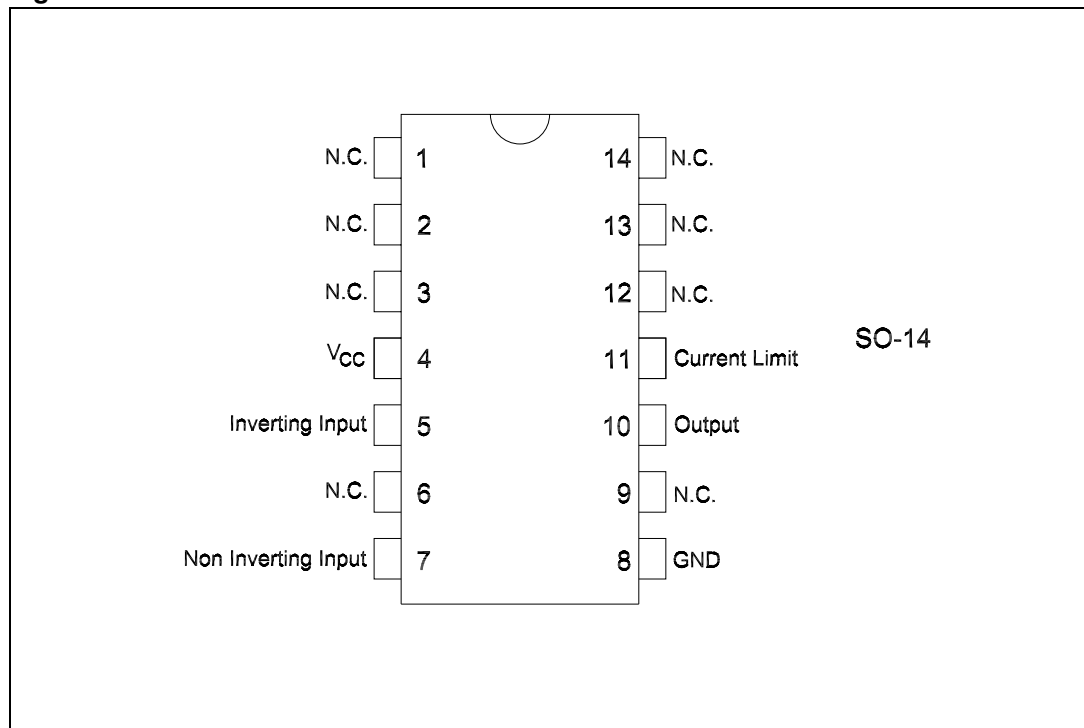 N.C. 1 14 N.C.
N.C. 2 13 N.C.
N.C. 3 12 N.C.
VCC 4 11 Current Limit
SO-14
Inverting Input 5 10 Output
N.C. 6 9 N.C.
Non Inverting Input 7 8 GND